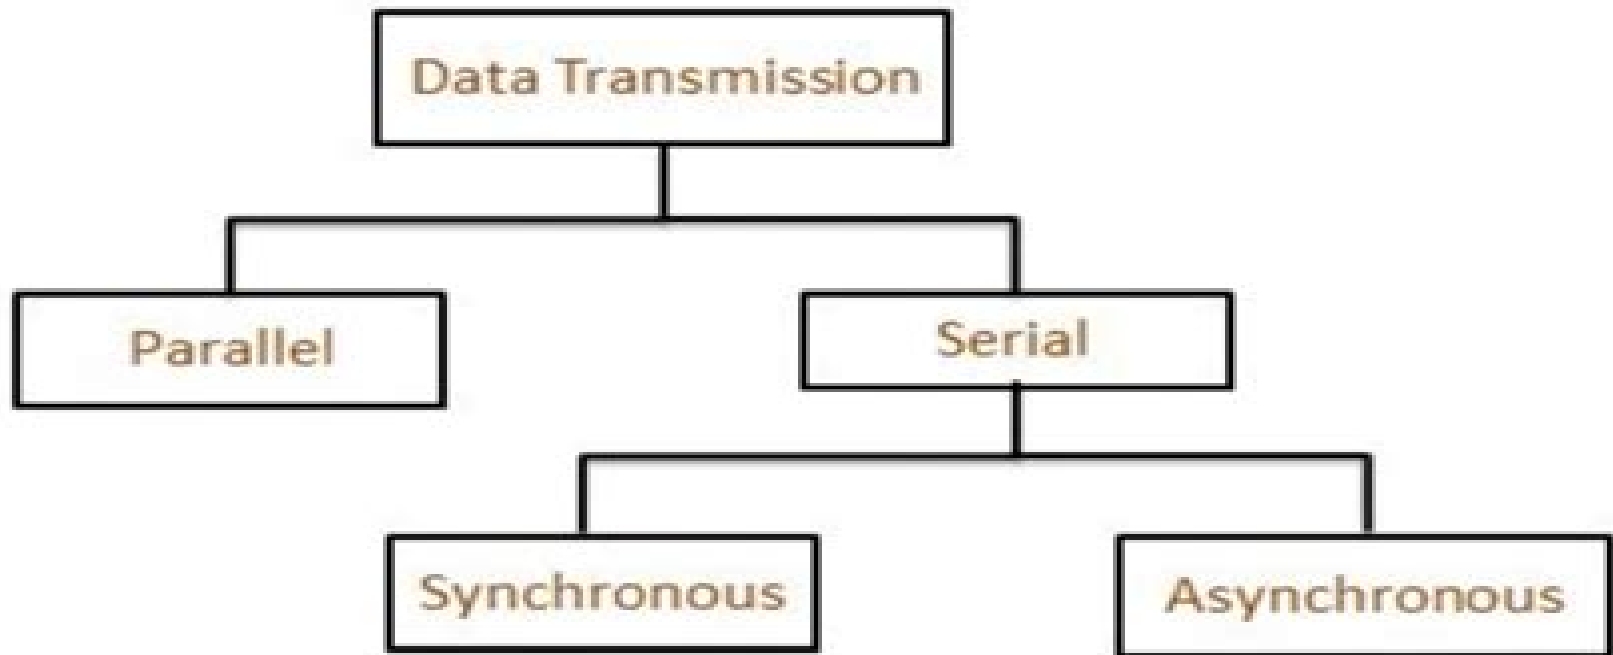 Data Transmission
Parallel
Serial
Synchronous
Asynchronous